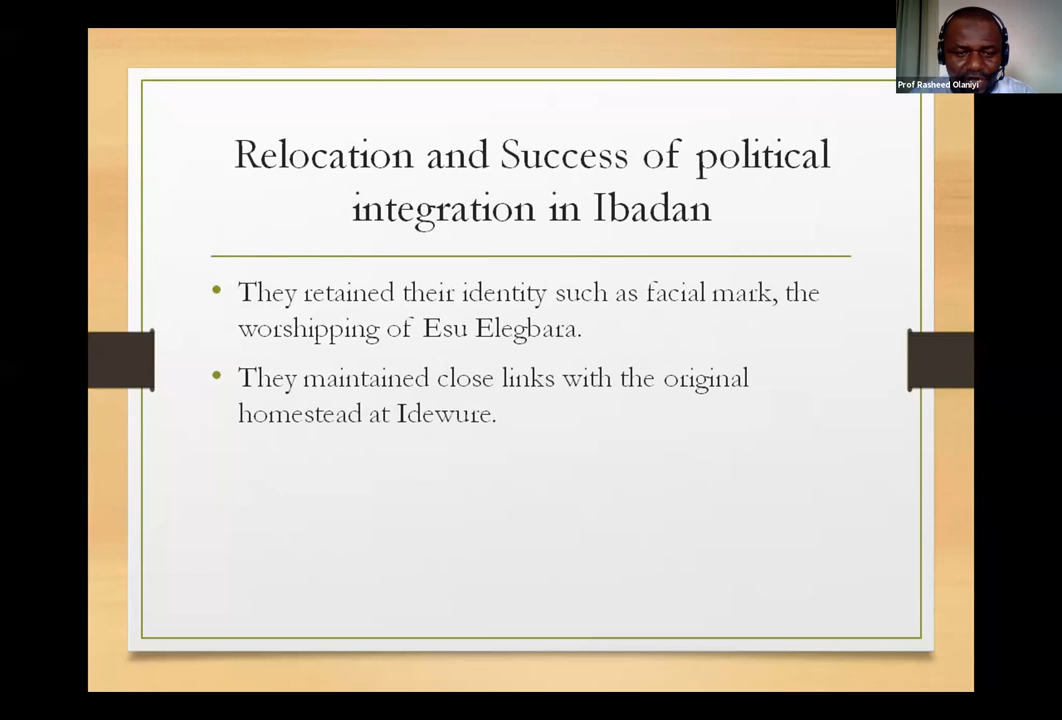 Prof Rasheed Olaniyi
Relocation and Success of political
integration in Ibadan
• They retained their identity such as facial mark, the
worshipping of Esu Elegbara.
• They maintained close links with the original
homestead at Idewure.